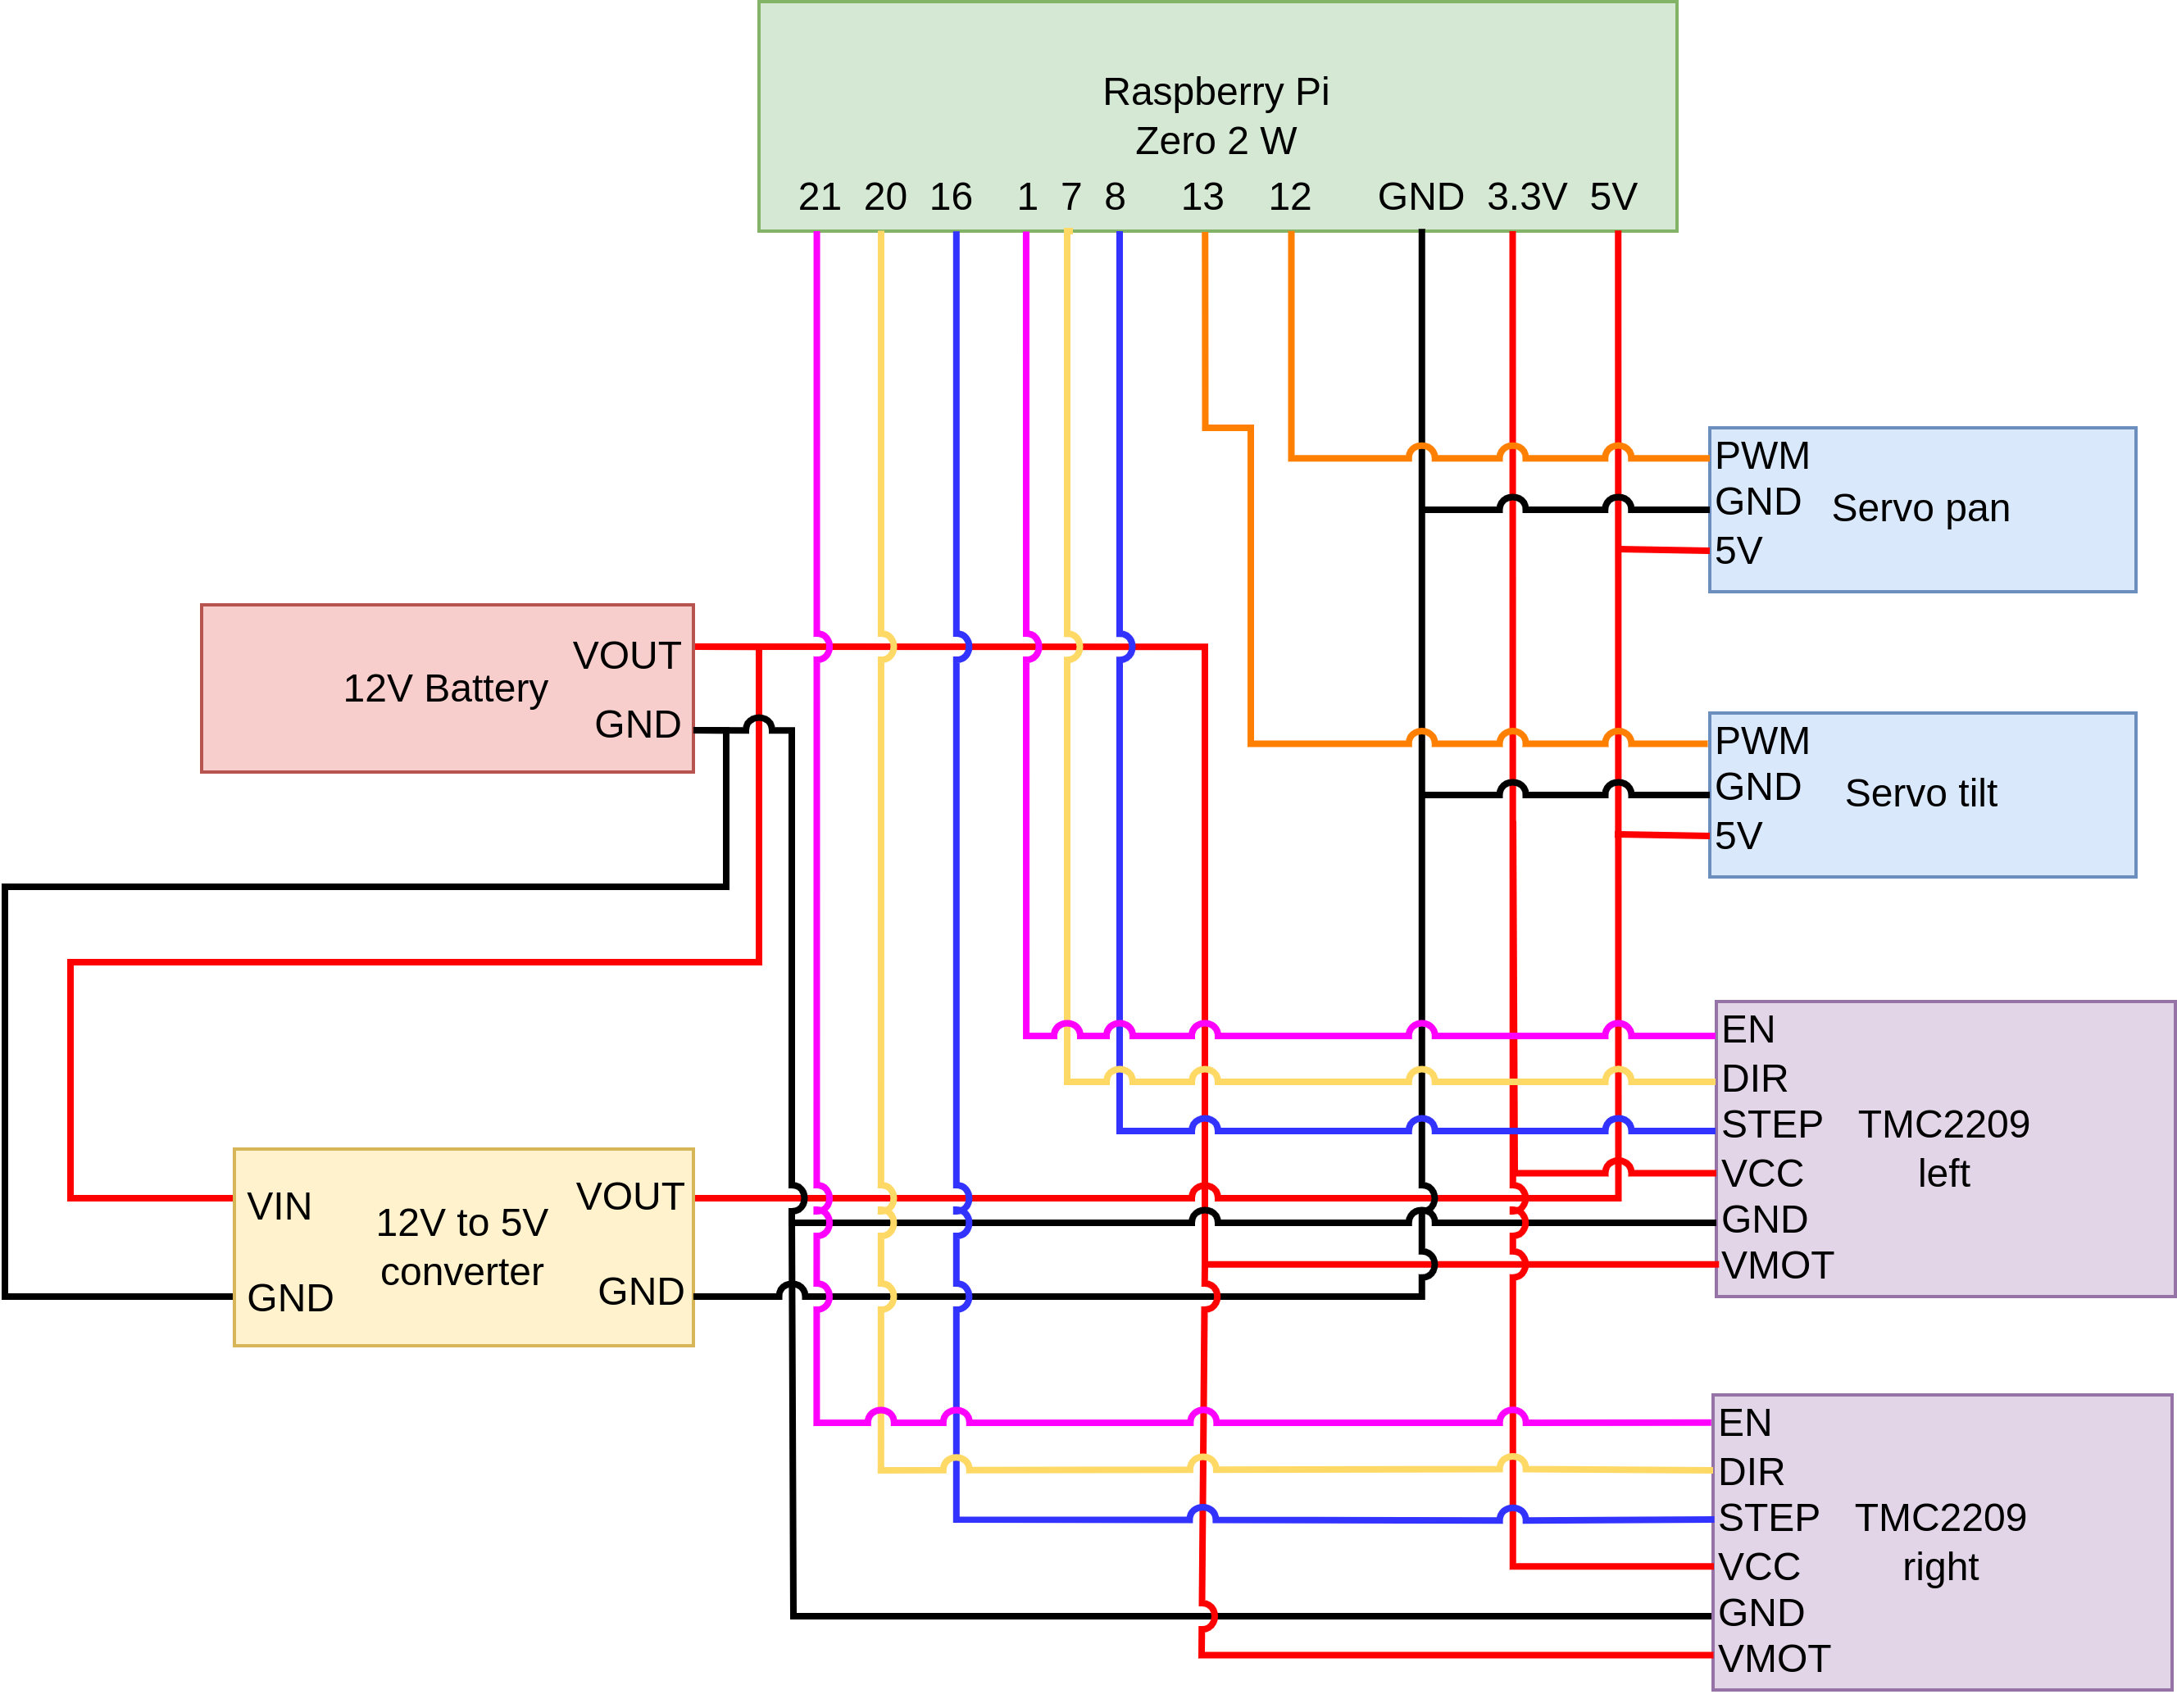 Raspberry Pi
Zero 2 W
21 20 16 1 7 8 13 12 GND 3.3V 5V
PWM
GND
5V
Servo pan
12V Battery
VOUT
GND
PWM
GND
5V
Servo tilt
EN
DIR
STEP
VCC
GND
VMOT
TMC2209
left
VIN
GND
12V to 5V
converter
VOUT
GND
EN
DIR
STEP
VCC
GND
VMOT
TMC2209
right